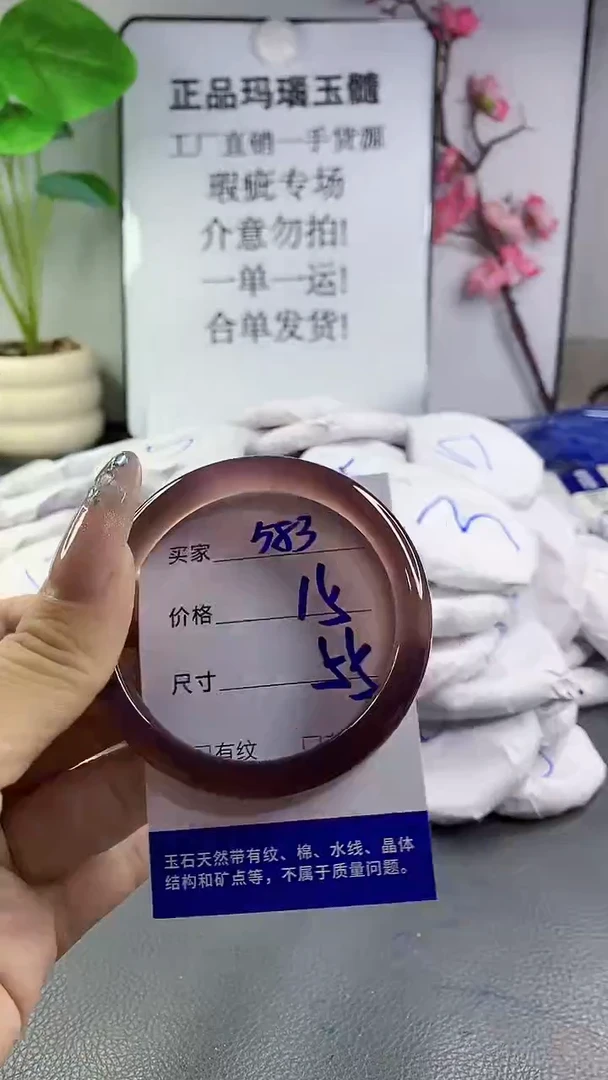 正品玛瑙玉髓
工厂直销一手货源
瑕疵专场
介意勿拍!
一单一运!
合单发货!
买家 583
价格 15
尺寸 55
□有纹 □
玉石天然带有纹、棉、水线、晶体
结构和矿点等，不属于质量问题。